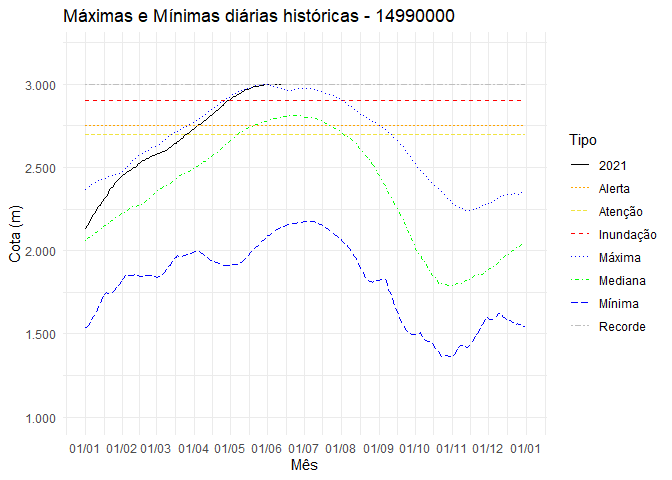 Máximas e Mínimas diárias históricas - 14990000
Cota (m)
3.000
2.500
2.000
1.500
1.000
01/01 01/02 01/03 01/04 01/05 01/06 01/07 01/08 01/09 01/10 01/11 01/12 01/01
Mês
Tipo
2021
Alerta
Atenção
Inundação
Máxima
Mediana
Mínima
Recorde